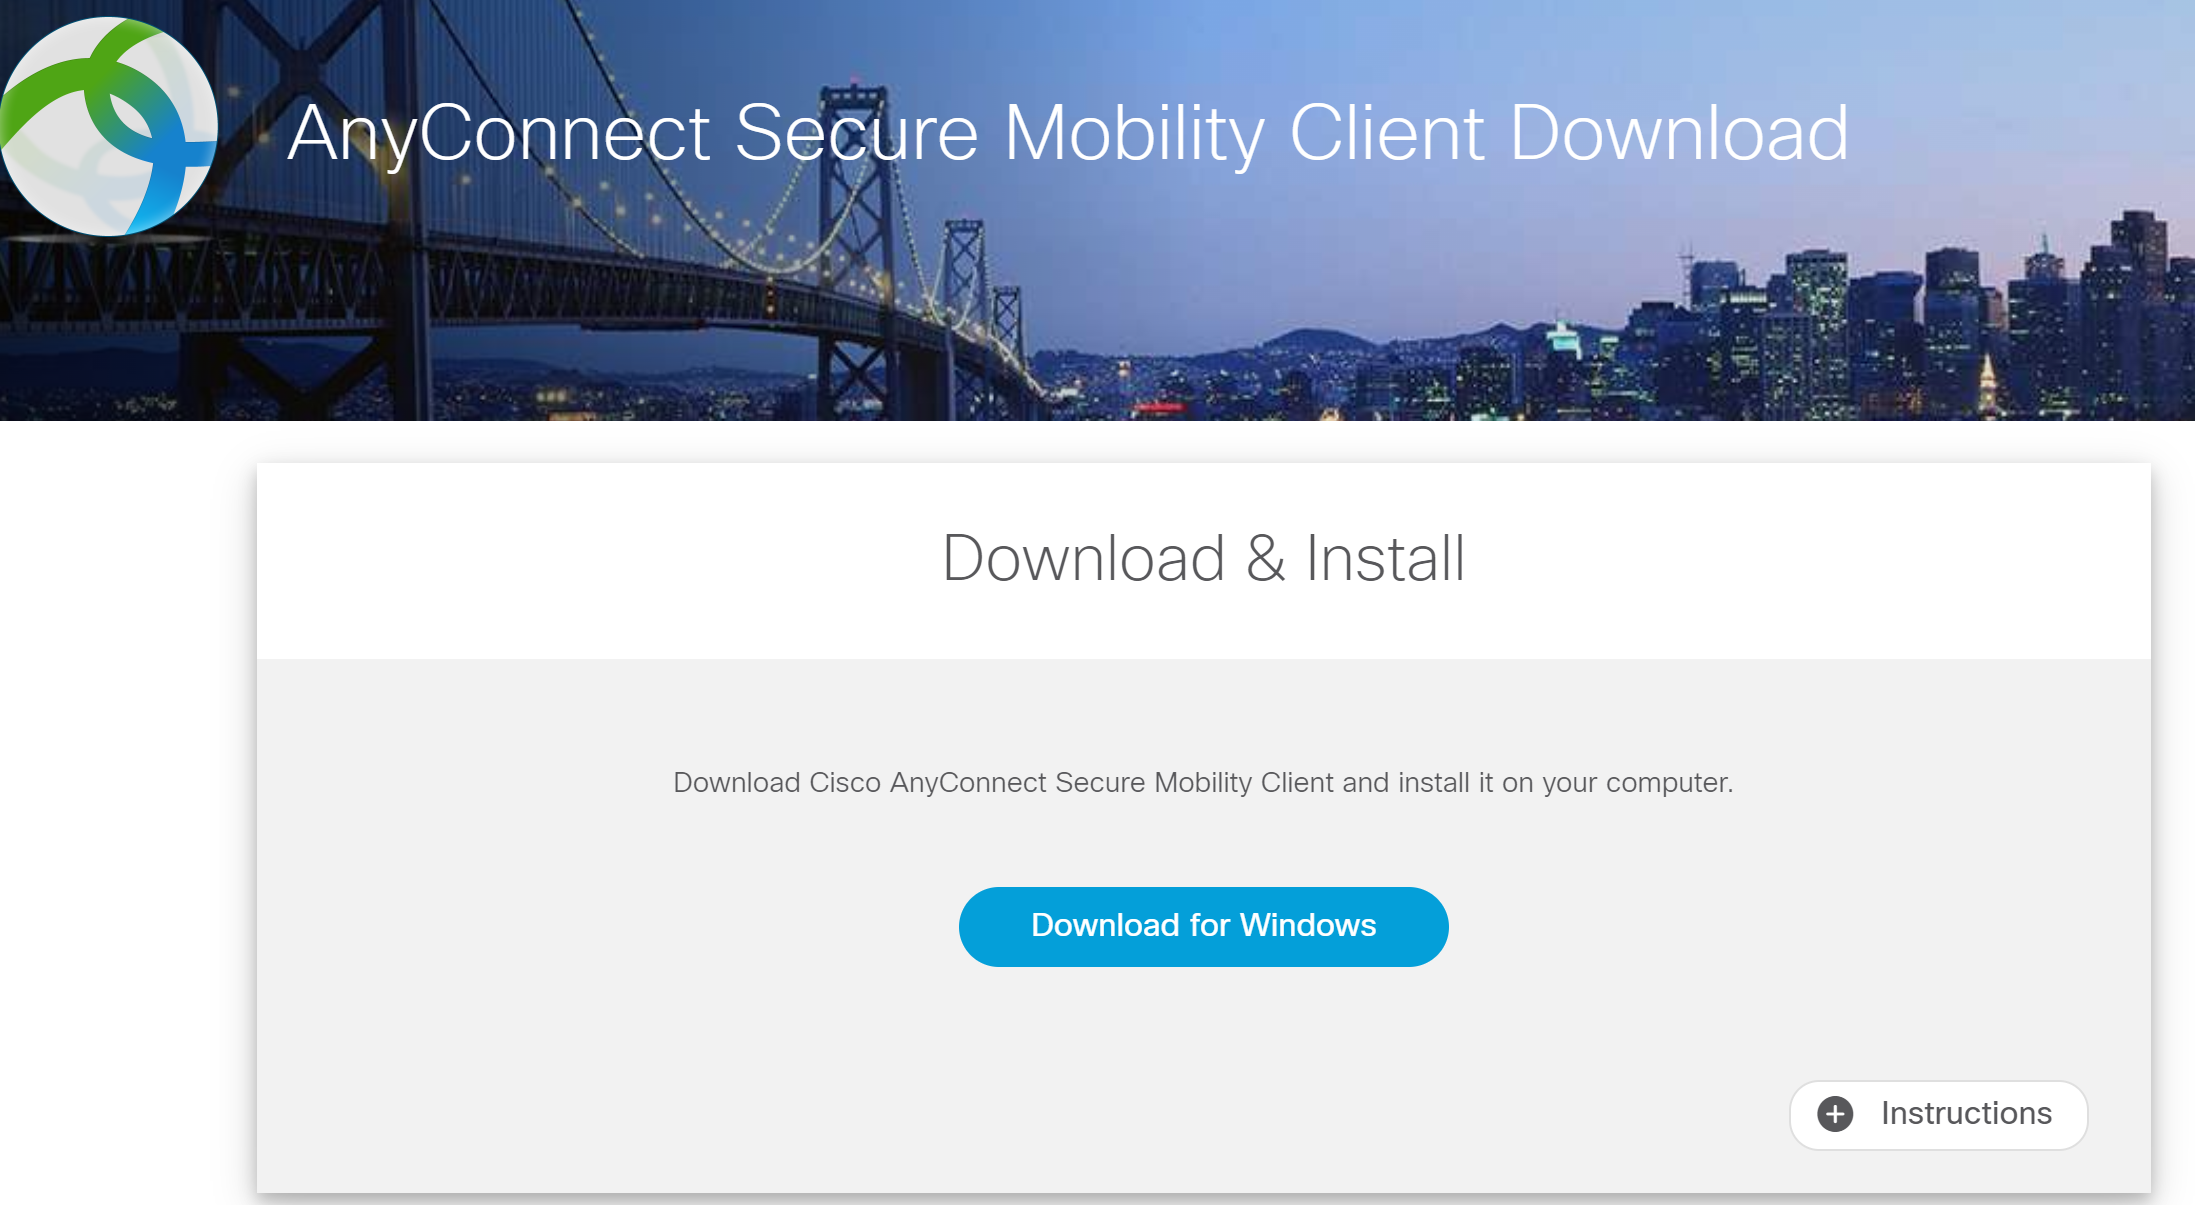 AnyConnect Secure Mobility Client Download
Download & Install
Download Cisco AnyConnect Secure Mobility Client and install it on your computer.
Download for Windows
Instructions